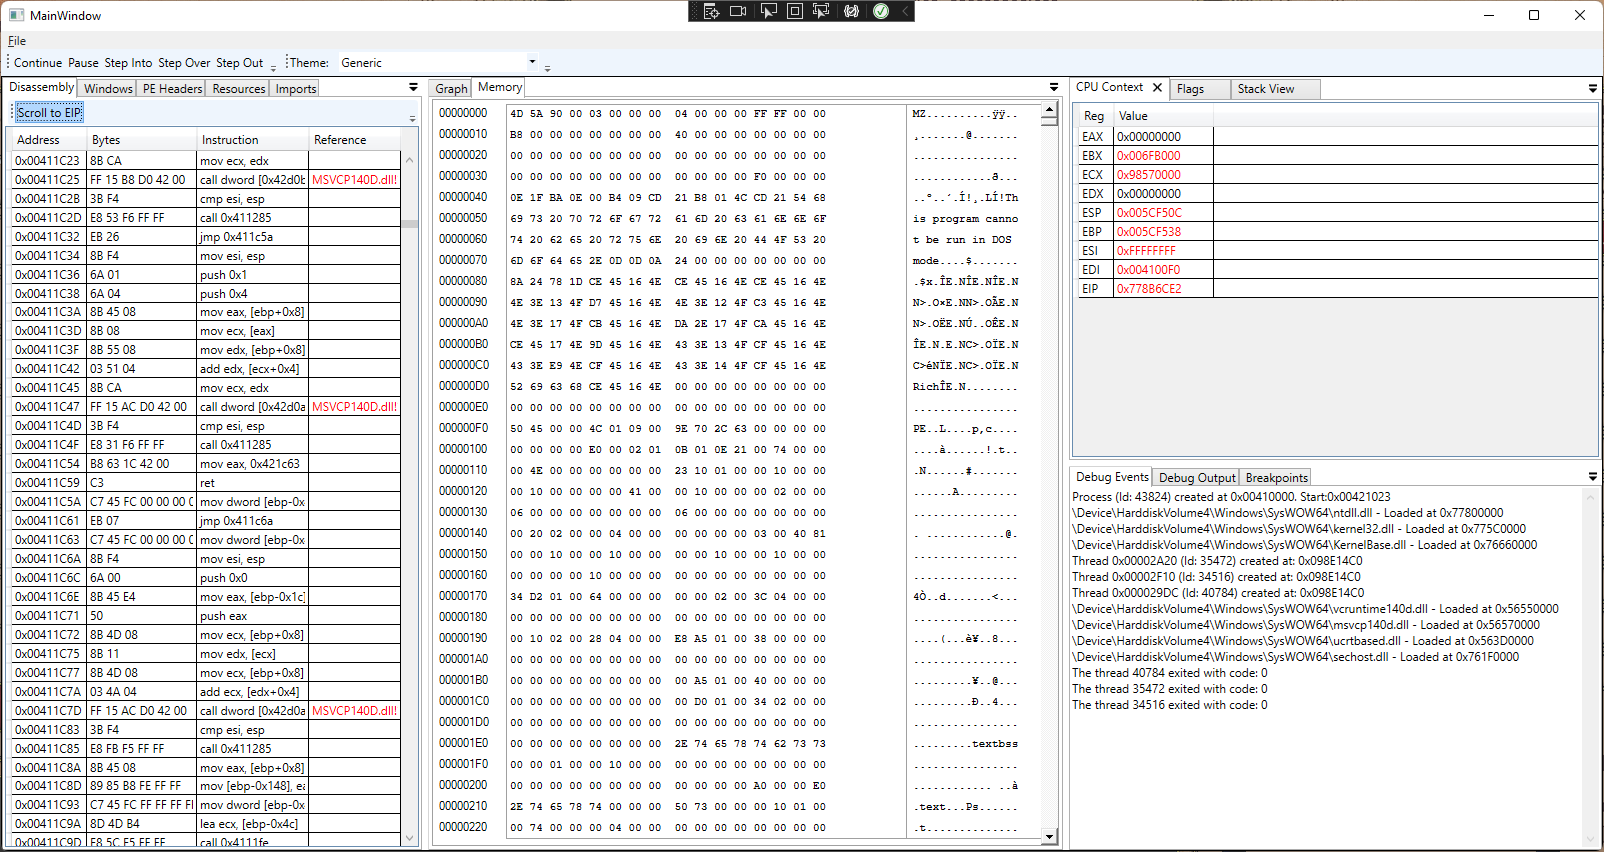 MainWindow
File
Continue Pause Step Into Step Over Step Out Theme: Generic
Disassembly Windows PE Headers Resources Imports
Scroll to EIP
Address Bytes Instruction Reference
0x00411C23 8B CA mov ecx, edx
0x00411C25 FF 15 B8 D0 42 00 call dword [0x42d0b MSVCP140D.dll!
0x00411C2B 3B F4 cmp esi, esp
0x00411C2D E8 53 F6 FF FF call 0x411285
0x00411C32 EB 26 jmp 0x411c5a
0x00411C34 8B F4 mov esi, esp
0x00411C36 6A 01 push 0x1
0x00411C38 6A 04 push 0x4
0x00411C3A 8B 45 08 mov eax, [ebp+0x8]
0x00411C3D 8B 08 mov ecx, [eax]
0x00411C3F 8B 55 08 mov edx, [ebp+0x8]
0x00411C42 03 51 04 add edx, [ecx+0x4]
0x00411C45 8B CA mov ecx, edx
0x00411C47 FF 15 AC D0 42 00 call dword [0x42d0a MSVCP140D.dll!
0x00411C4D 3B F4 cmp esi, esp
0x00411C4F E8 31 F6 FF FF call 0x411285
0x00411C54 B8 63 1C 42 00 mov eax, 0x421c63
0x00411C59 C3 ret
0x00411C5A C7 45 FC 00 00 00 0 mov dword [ebp-0x
0x00411C61 EB 07 jmp 0x411c6a
0x00411C63 C7 45 FC 00 00 00 0 mov dword [ebp-0x
0x00411C6A 8B F4 mov esi, esp
0x00411C6C 6A 00 push 0x0
0x00411C6E 8B 45 E4 mov eax, [ebp-0x1c]
0x00411C71 50 push eax
0x00411C72 8B 4D 08 mov ecx, [ebp+0x8]
0x00411C75 8B 11 mov edx, [ecx]
0x00411C77 8B 4D 08 mov ecx, [ebp+0x8]
0x00411C7A 03 4A 04 add ecx, [edx+0x4]
0x00411C7D FF 15 AC D0 42 00 call dword [0x42d0a MSVCP140D.dll!
0x00411C83 3B F4 cmp esi, esp
0x00411C85 E8 FB F5 FF FF call 0x411285
0x00411C8A 8B 45 08 mov eax, [ebp+0x8]
0x00411C8D 89 85 B8 FE FF FF mov [ebp-0x148], ea
0x00411C93 C7 45 FC FF FF FF FI mov dword [ebp-0x
0x00411C9A 8D 4D B4 lea ecx, [ebp-0x4c]
0x00411C9D E8 5C F5 FF FF call 0x4111fe
Graph Memory
00000000 4D 5A 90 00 03 00 00 00 04 00 00 00 FF FF 00 00 MZ..........ÿÿ..
00000010 B8 00 00 00 00 00 00 00 40 00 00 00 00 00 00 00 ¸.......@.......
00000020 00 00 00 00 00 00 00 00 00 00 00 00 00 00 00 00 ................
00000030 00 00 00 00 00 00 00 00 00 00 00 00 F0 00 00 00 ............ð...
00000040 0E 1F BA 0E 00 B4 09 CD 21 B8 01 4C CD 21 54 68 ..º..´.Í!¸.LÍ!Th
00000050 69 73 20 70 72 6F 67 72 61 6D 20 63 61 6E 6E 6F is program canno
00000060 74 20 62 65 20 72 75 6E 20 69 6E 20 44 4F 53 20 t be run in DOS
00000070 6D 6F 64 65 2E 0D 0D 0A 24 00 00 00 00 00 00 00 mode....$.......
00000080 8A 24 78 1D CE 45 16 4E CE 45 16 4E CE 45 16 4E .$x.ÎE.NÎE.NÎE.N
00000090 4E 3E 13 4F D7 45 16 4E 4E 3E 12 4F C3 45 16 4E N>.O×E.NN>.OÃE.N
000000A0 4E 3E 17 4F CB 45 16 4E DA 2E 17 4F CA 45 16 4E N>.OËE.NÚ..OÊE.N
000000B0 CE 45 17 4E 9D 45 16 4E 43 3E 13 4F CF 45 16 4E ÎE.N.E.NC>.OÏE.N
000000C0 43 3E E9 4E CF 45 16 4E 43 3E 14 4F CF 45 16 4E C>éNÏE.NC>.OÏE.N
000000D0 52 69 63 68 CE 45 16 4E 00 00 00 00 00 00 00 00 RichÎE.N........
000000E0 00 00 00 00 00 00 00 00 00 00 00 00 00 00 00 00 ................
000000F0 50 45 00 00 4C 01 09 00 9E 70 2C 63 00 00 00 00 PE..L....p,c....
00000100 00 00 00 00 E0 00 02 01 0B 01 0E 21 00 74 00 00 ....à......!.t..
00000110 00 4E 00 00 00 00 00 00 23 10 01 00 00 10 00 00 .N......#.......
00000120 00 10 00 00 00 00 41 00 00 10 00 00 00 02 00 00 ......A.........
00000130 06 00 00 00 00 00 00 00 06 00 00 00 00 00 00 00 ................
00000140 00 20 02 00 00 04 00 00 00 00 00 00 03 00 40 81 . ............@.
00000150 00 00 10 00 00 10 00 00 00 00 10 00 00 10 00 00 ................
00000160 00 00 00 00 10 00 00 00 00 00 00 00 00 00 00 00 ................
00000170 34 D2 01 00 64 00 00 00 00 00 02 00 3C 04 00 00 4Ò..d.......<...
00000180 00 00 00 00 00 00 00 00 00 00 00 00 00 00 00 00 ................
00000190 00 10 02 00 28 04 00 00 E8 A5 01 00 38 00 00 00 ....(...è¥..8...
000001A0 00 00 00 00 00 00 00 00 00 00 00 00 00 00 00 00 ................
000001B0 00 00 00 00 00 00 00 00 00 A5 01 00 40 00 00 00 .........¥..@...
000001C0 00 00 00 00 00 00 00 00 00 D0 01 00 34 02 00 00 .........Ð..4...
000001D0 00 00 00 00 00 00 00 00 00 00 00 00 00 00 00 00 ................
000001E0 00 00 00 00 00 00 00 00 2E 74 65 78 74 62 73 73 .........textbss
000001F0 00 00 01 00 00 10 00 00 00 00 00 00 00 00 00 00 ................
00000200 00 00 00 00 00 00 00 00 00 00 00 00 A0 00 00 E0 ............ ..à
00000210 2E 74 65 78 74 00 00 00 50 73 00 00 00 10 01 00 .text...Ps......
00000220 00 74 00 00 00 04 00 00 00 00 00 00 00 00 00 00 .t..............
CPU Context Flags Stack View
Reg Value
EAX 0x00000000
EBX 0x006FB000
ECX 0x98570000
EDX 0x00000000
ESP 0x005CF50C
EBP 0x005CF538
ESI 0xFFFFFFFF
EDI 0x004100F0
EIP 0x778B6CE2
Debug Events Debug Output Breakpoints
Process (Id: 43824) created at 0x00410000. Start:0x00421023
\Device\HarddiskVolume4\Windows\SysWOW64\ntdll.dll - Loaded at 0x77800000
\Device\HarddiskVolume4\Windows\SysWOW64\kernel32.dll - Loaded at 0x775C0000
\Device\HarddiskVolume4\Windows\SysWOW64\KernelBase.dll - Loaded at 0x76660000
Thread 0x00002A20 (Id: 35472) created at: 0x098E14C0
Thread 0x00002F10 (Id: 34516) created at: 0x098E14C0
Thread 0x000029DC (Id: 40784) created at: 0x098E14C0
\Device\HarddiskVolume4\Windows\SysWOW64\vcruntime140d.dll - Loaded at 0x56550000
\Device\HarddiskVolume4\Windows\SysWOW64\msvcp140d.dll - Loaded at 0x56570000
\Device\HarddiskVolume4\Windows\SysWOW64\ucrtbased.dll - Loaded at 0x563D0000
\Device\HarddiskVolume4\Windows\SysWOW64\sechost.dll - Loaded at 0x761F0000
The thread 40784 exited with code: 0
The thread 35472 exited with code: 0
The thread 34516 exited with code: 0